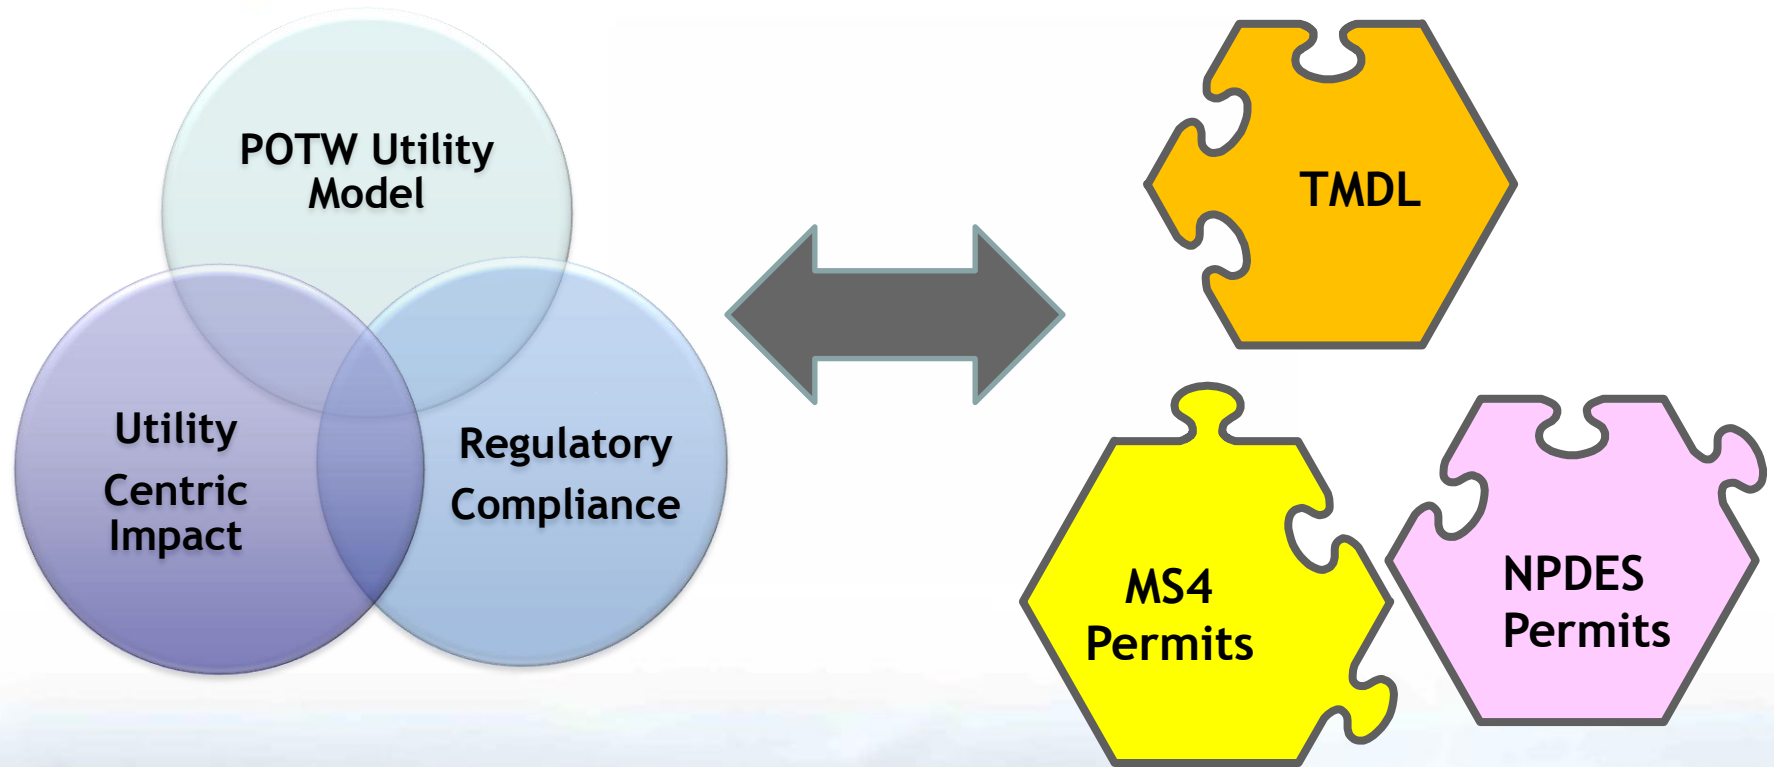 POTW Utility
Model
Utility
Centric
Impact
Regulatory
Compliance
TMDL
MS4
Permits
NPDES
Permits